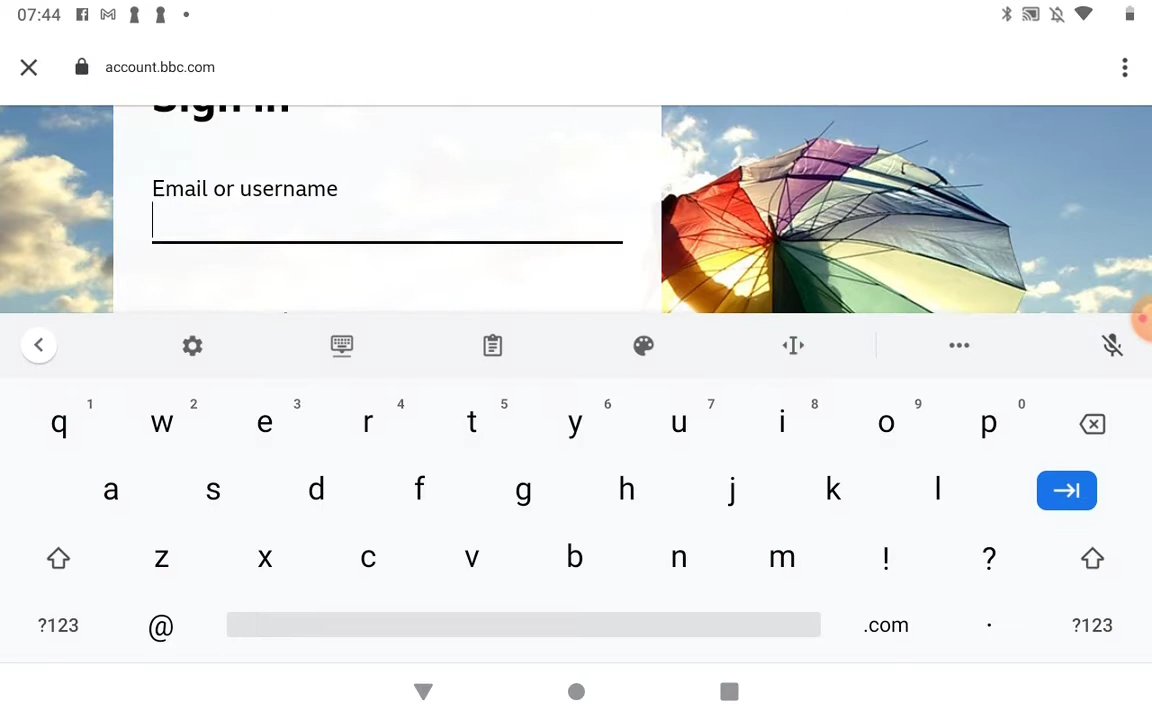 07:44
account.bbc.com
Sign in
Email or username
q 1 w 2 e 3 r 4 t 5 y 6 u 7 i 8 o 9 p 0
a s d f g h j k l
z x c v b n m ! ?
?123 @ .com . ?123